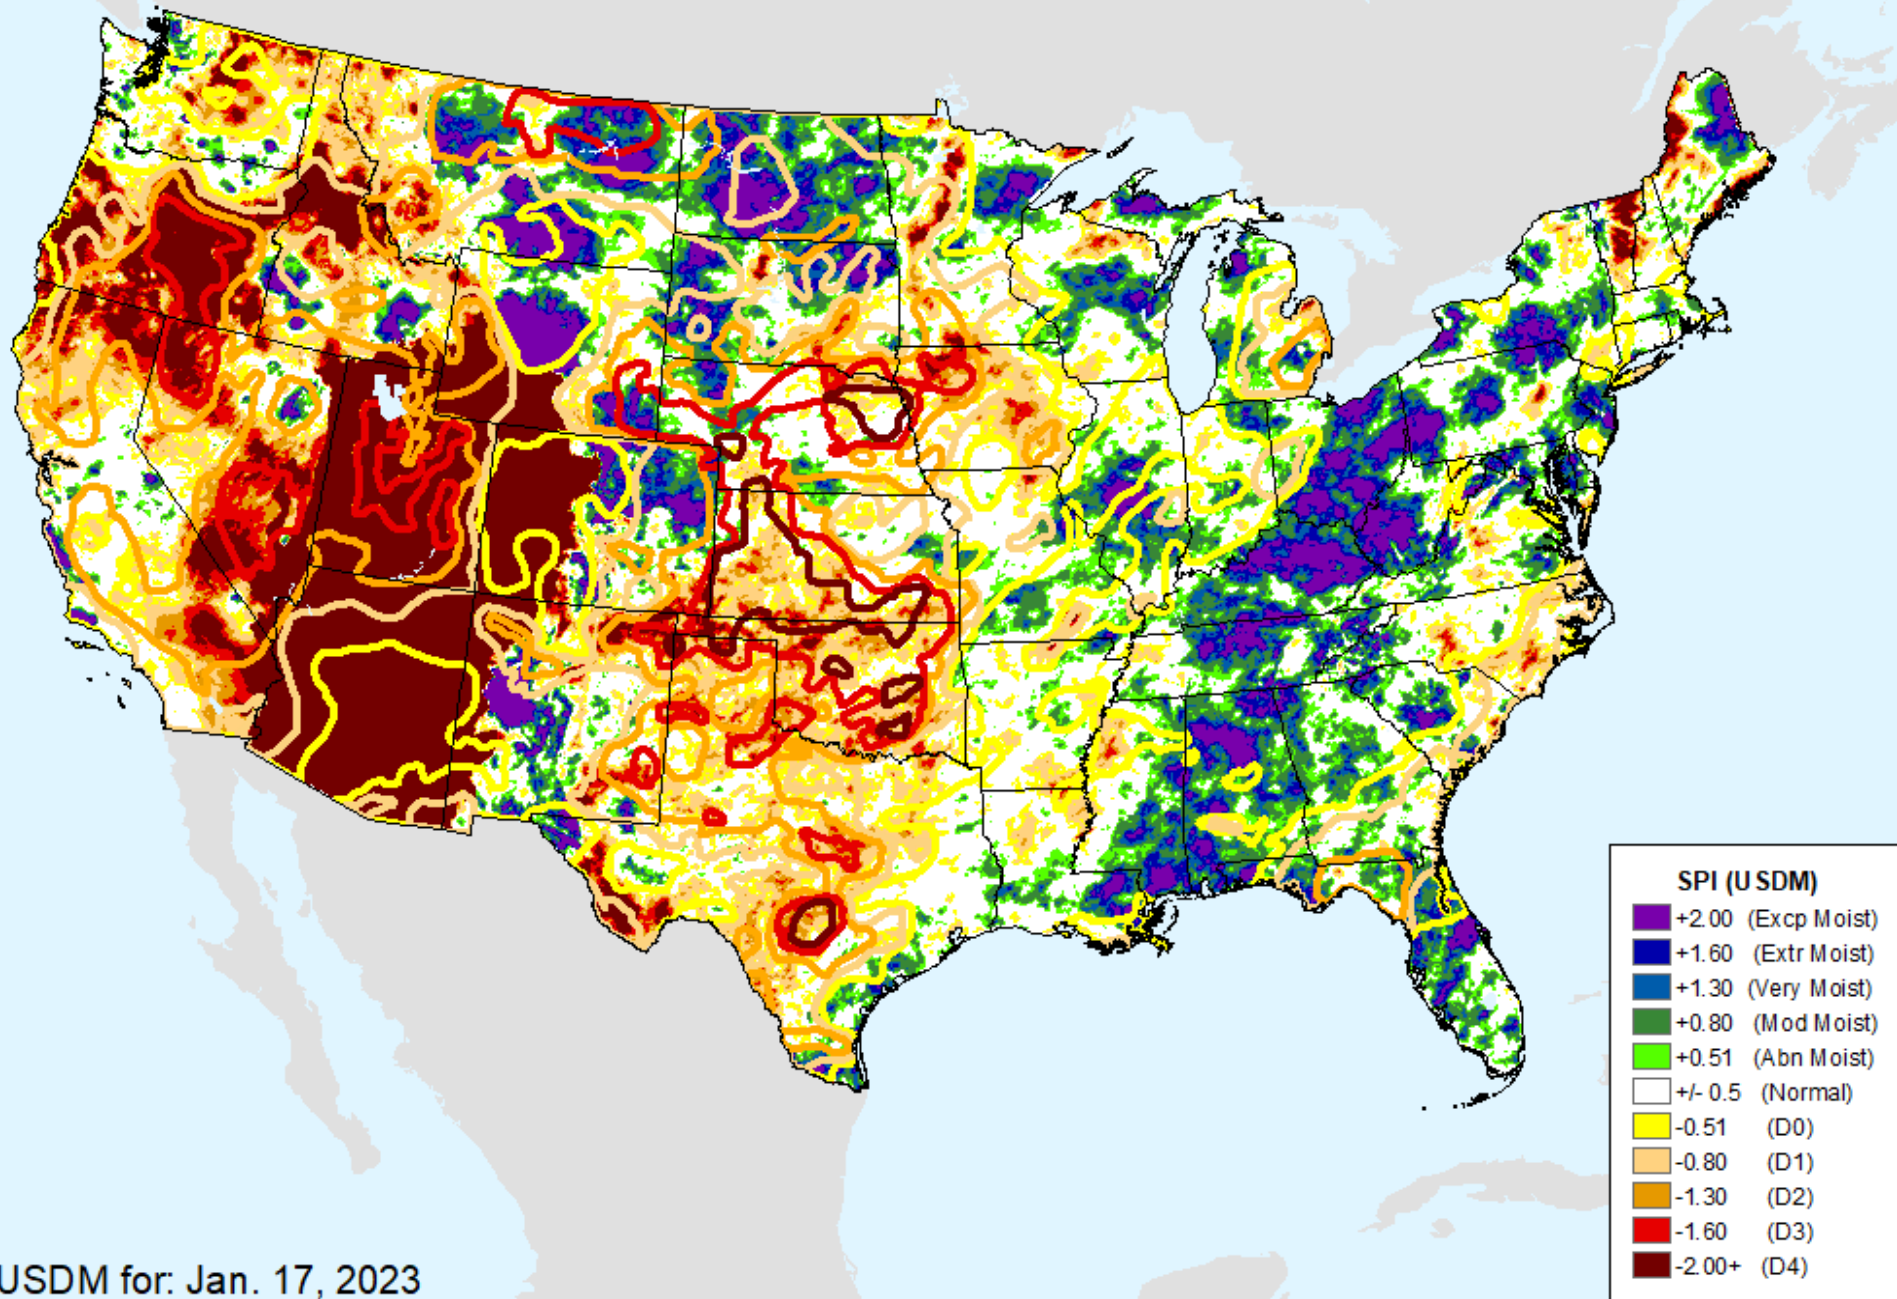 SPI (USDM)
+2.00 (Excp Moist)
+1.60 (Extr Moist)
+1.30 (Very Moist)
+0.80 (Mod Moist)
+0.51 (Abn Moist)
+/- 0.5 (Normal)
-0.51 (D0)
-0.80 (D1)
-1.30 (D2)
-1.60 (D3)
-2.00+ (D4)
USDM for: Jan. 17, 2023